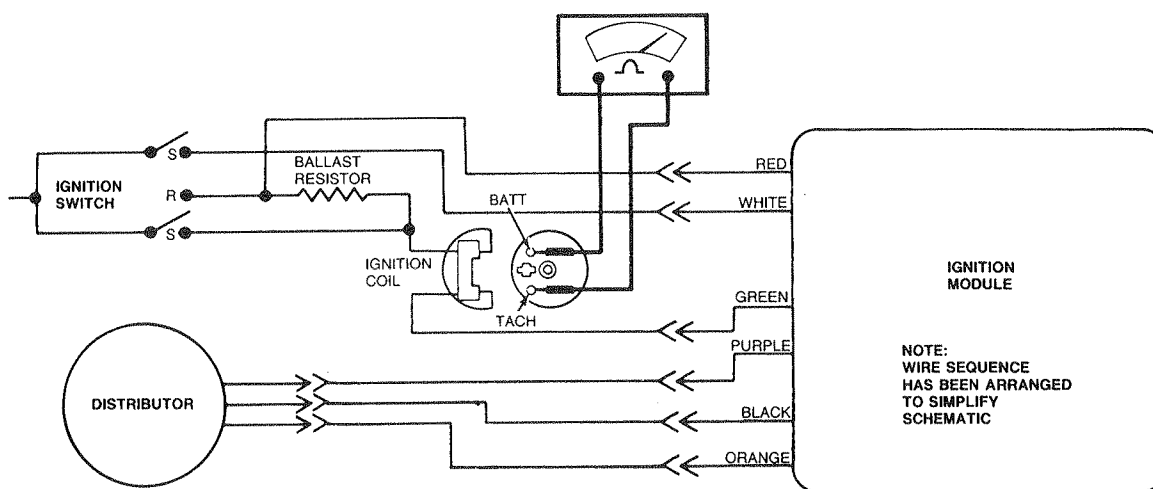 IGNITION
SWITCH
S
R
S
BALLAST
RESISTOR
BATT
IGNITION
COIL
TACH
DISTRIBUTOR
RED
WHITE
GREEN
PURPLE
BLACK
ORANGE
IGNITION
MODULE
NOTE:
WIRE SEQUENCE
HAS BEEN ARRANGED
TO SIMPLIFY
SCHEMATIC